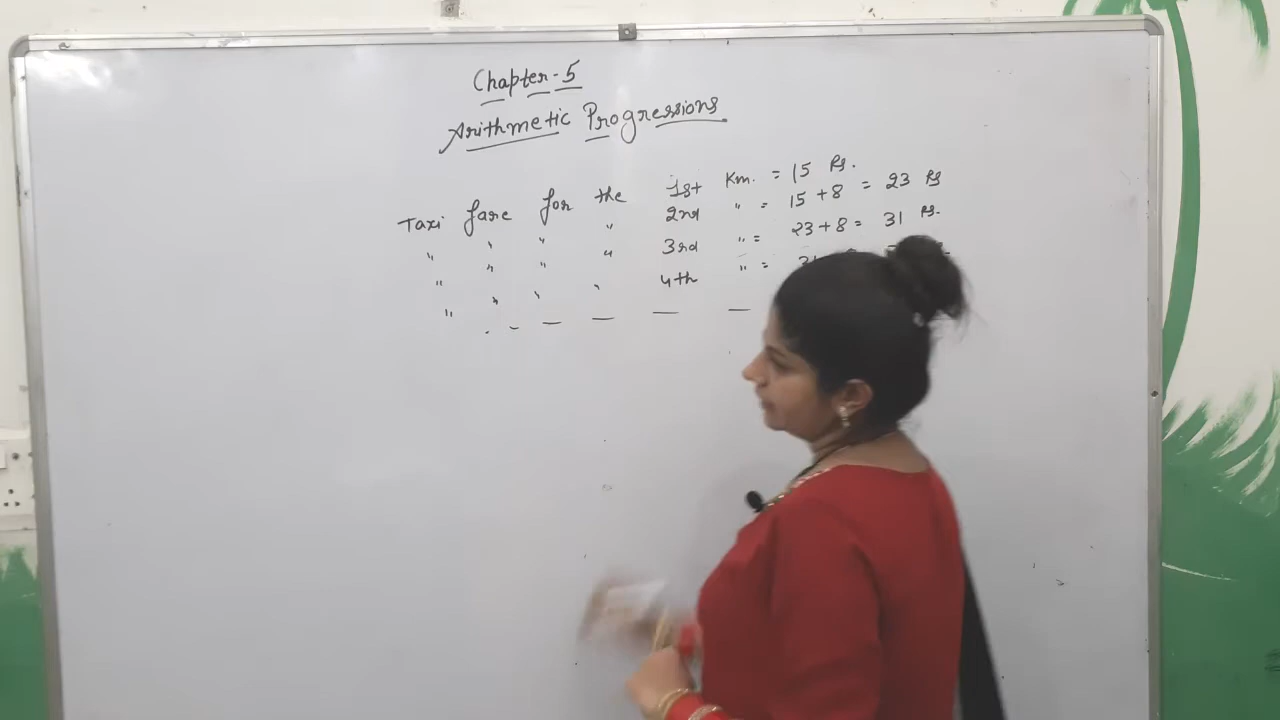 Chapter-5
Arithmetic Progressions
Taxi fare for the 1st Km. = 15 Rs.
" " " " 2nd " = 15 + 8 = 23 Rs
" " " " 3rd " = 23 + 8 = 31 Rs.
" " " " 4th " =